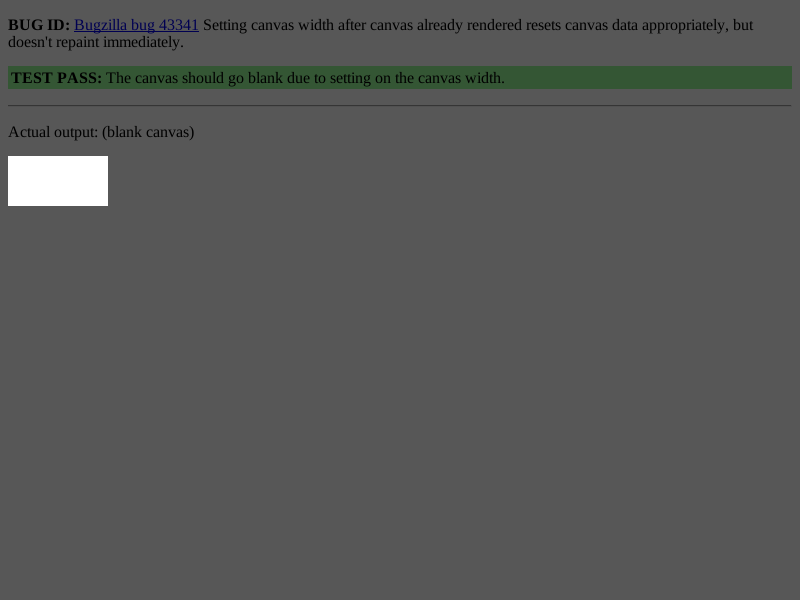 BUG ID: Bugzilla bug 43341 Setting canvas width after canvas already rendered resets canvas data appropriately, but
doesn't repaint immediately.
TEST PASS: The canvas should go blank due to setting on the canvas width.
Actual output: (blank canvas)